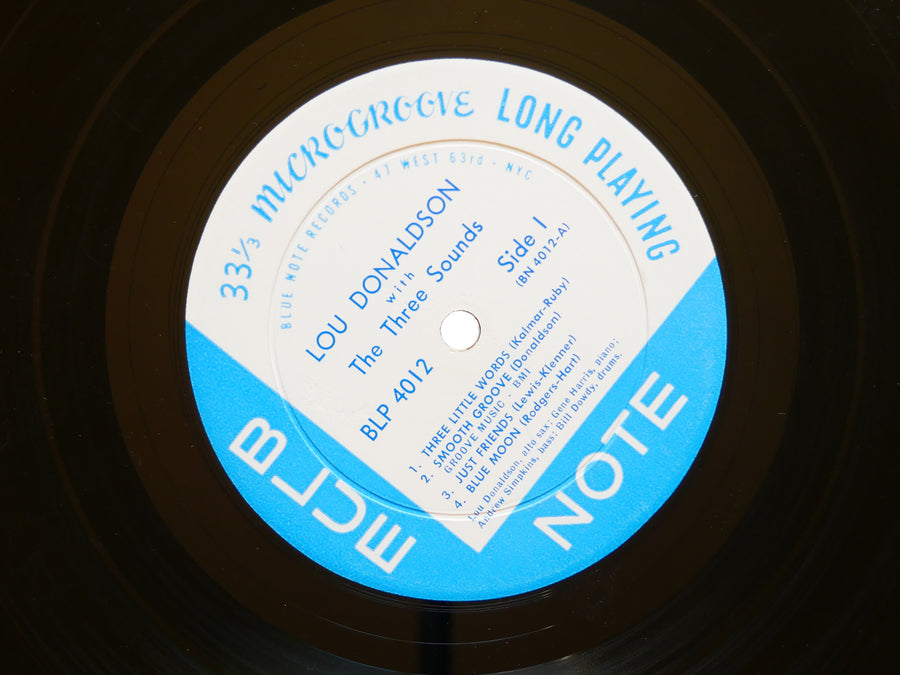 33⅓ MICROGROOVE LONG PLAYING
BLUE NOTE RECORDS · 47 WEST 63rd · NYC
LOU DONALDSON
with
The Three Sounds
BLP 4012
Side 1
(BN 4012-A)
1. THREE LITTLE WORDS (Kalmar-Ruby)
2. SMOOTH GROOVE (Donaldson)
GROOVE MUSIC - BMI
3. JUST FRIENDS (Lewis-Klenner)
4. BLUE MOON (Rodgers-Hart)
Lou Donaldson, alto sax; Gene Harris, piano;
Andrew Simpkins, bass; Bill Dowdy, drums.
BLUE
NOTE